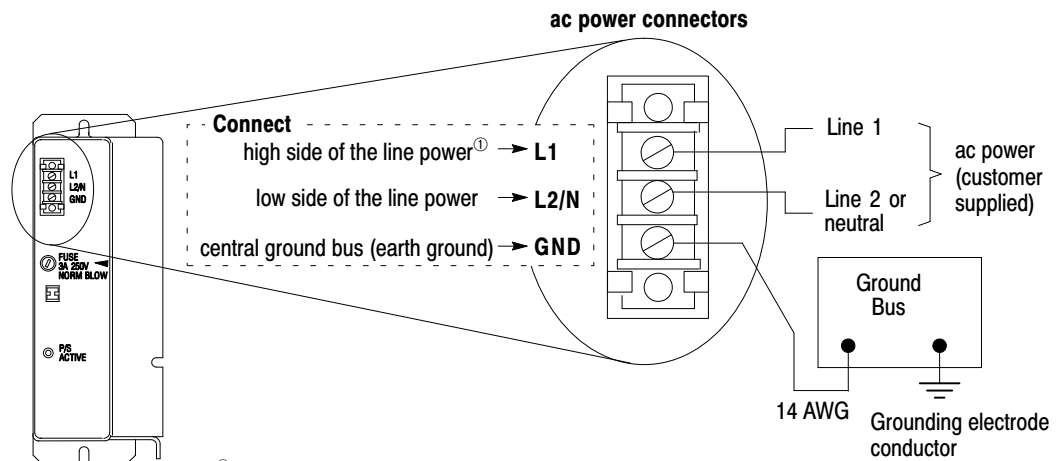 ac power connectors
Connect
high side of the line power① L1
low side of the line power L2/N
central ground bus (earth ground) GND
Line 1
Line 2 or
neutral
ac power
(customer
supplied)
L1
L2/N
GND
FUSE
3A 250V
NORM BLOW
P/S
ACTIVE
Ground
Bus
14 AWG
Grounding electrode
conductor